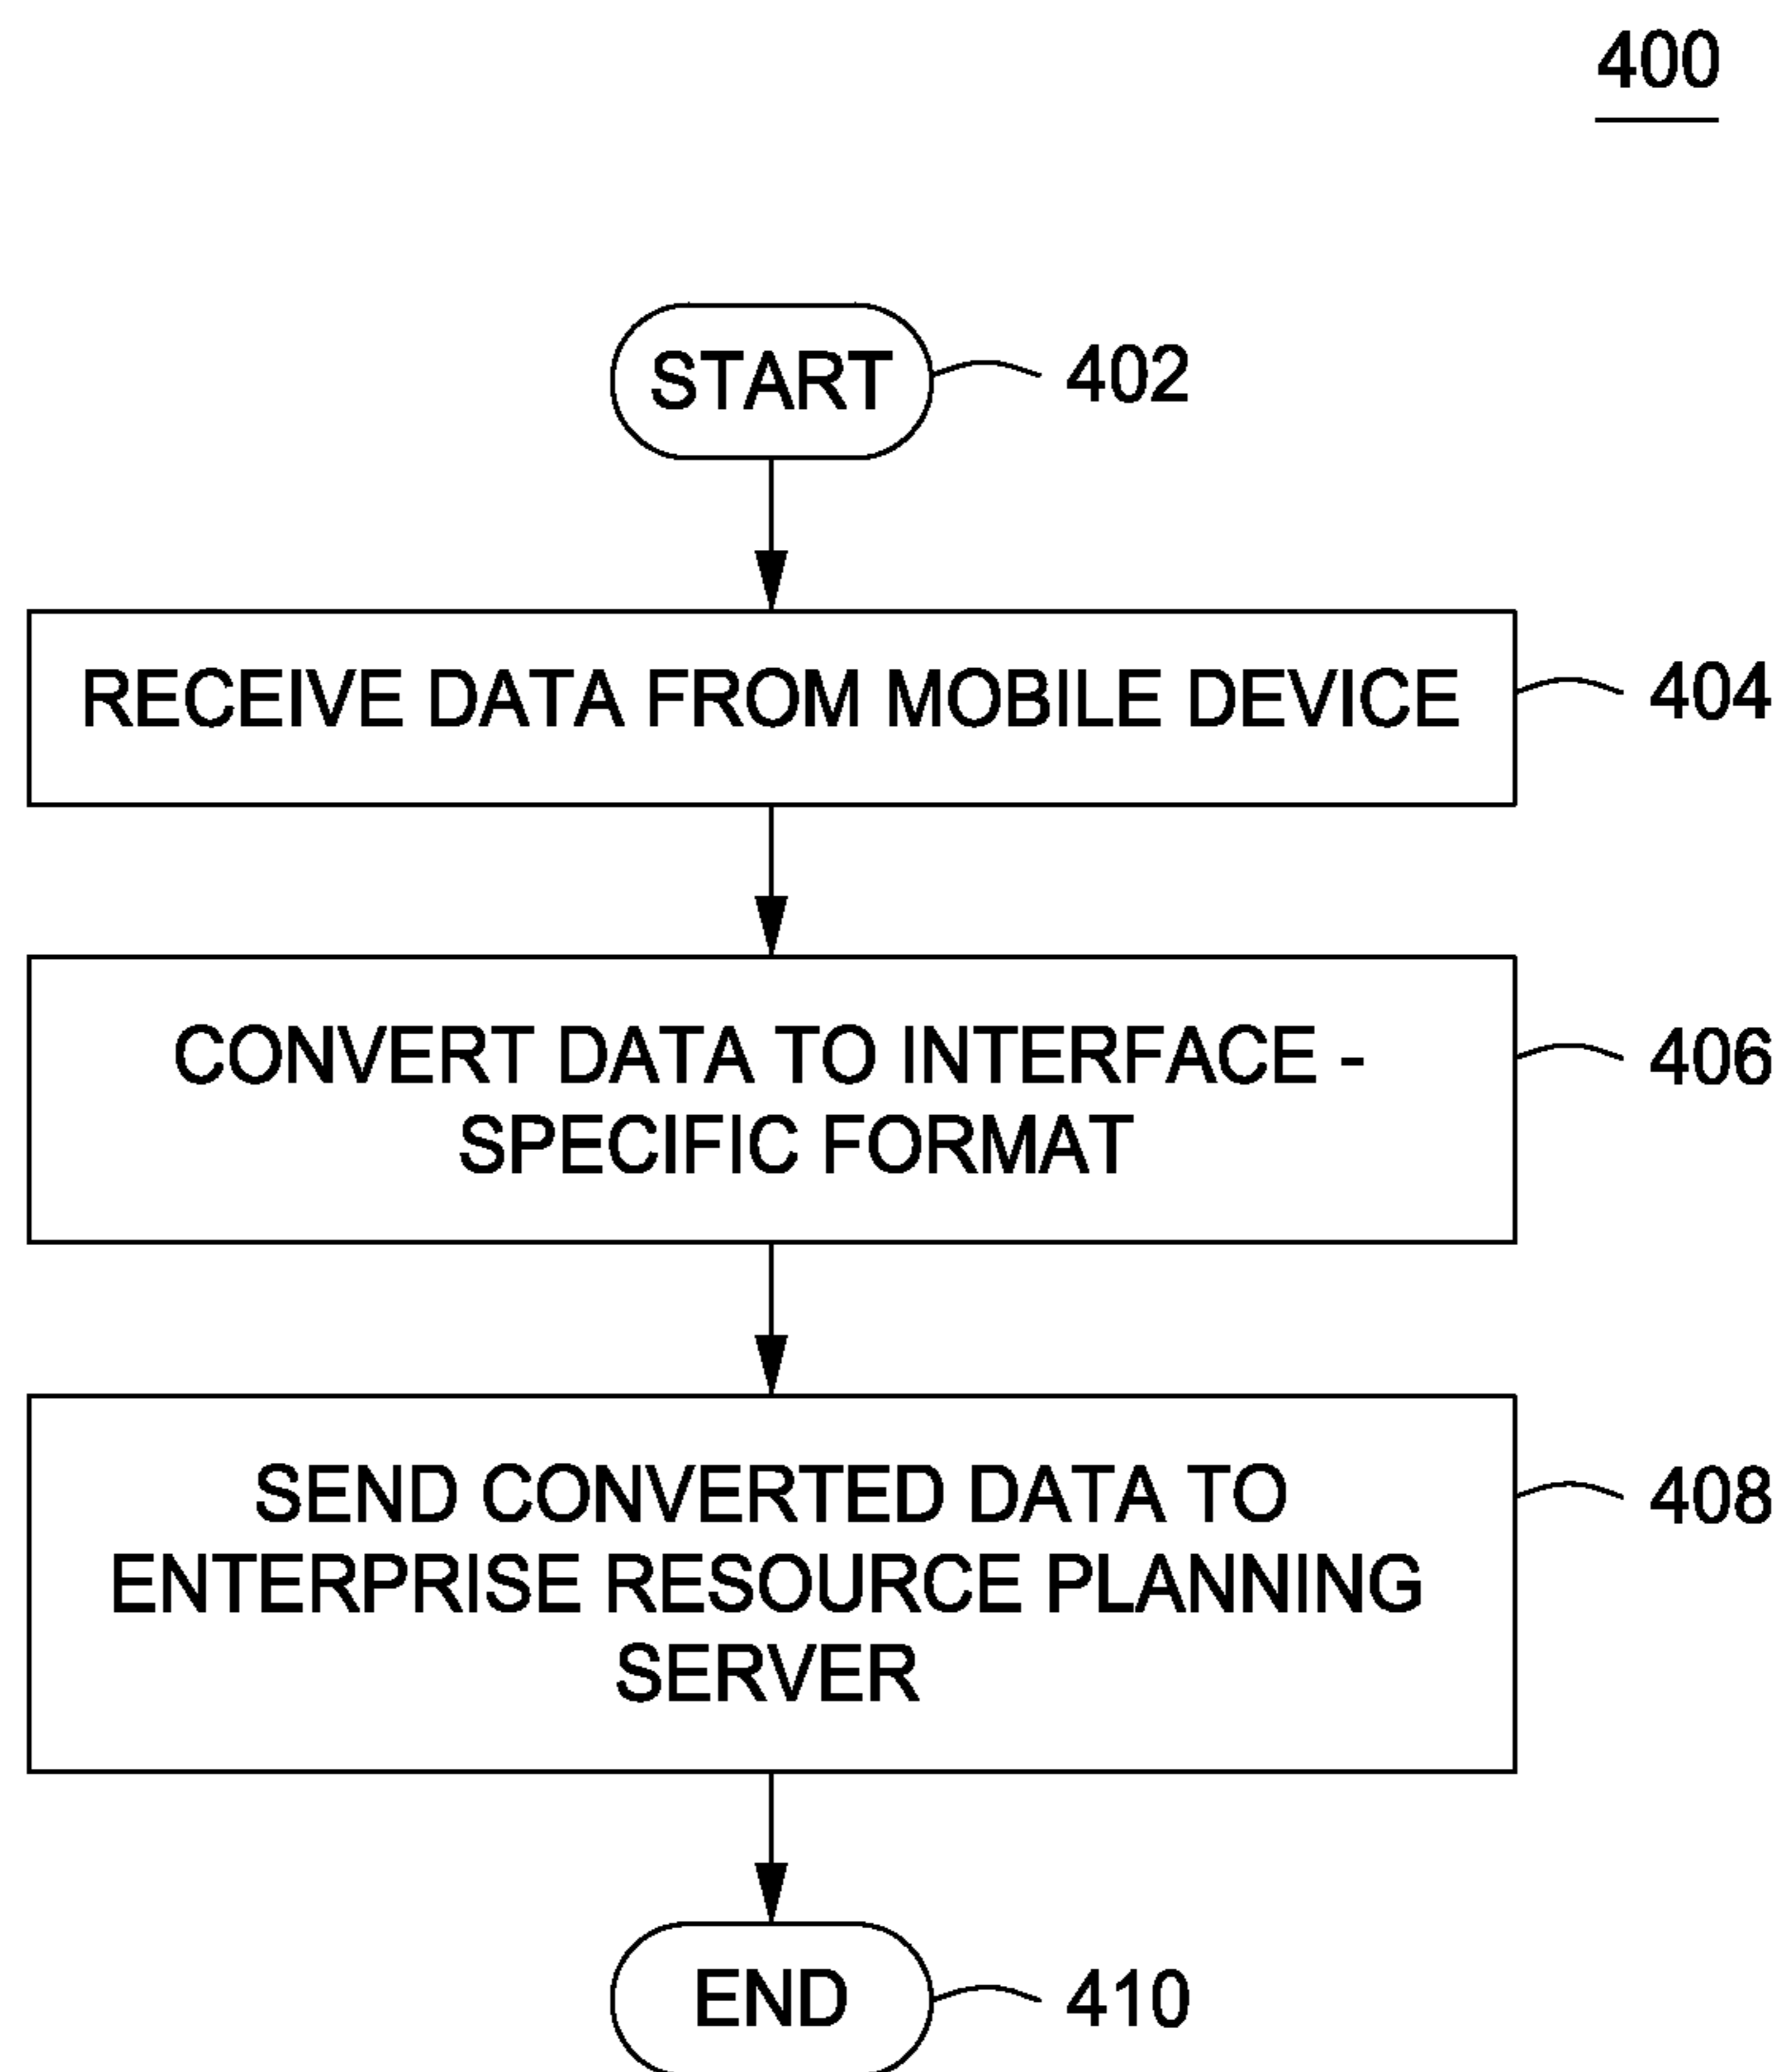 400
START
402
RECEIVE DATA FROM MOBILE DEVICE
404
CONVERT DATA TO INTERFACE -
SPECIFIC FORMAT
406
SEND CONVERTED DATA TO
ENTERPRISE RESOURCE PLANNING
SERVER
408
END
410